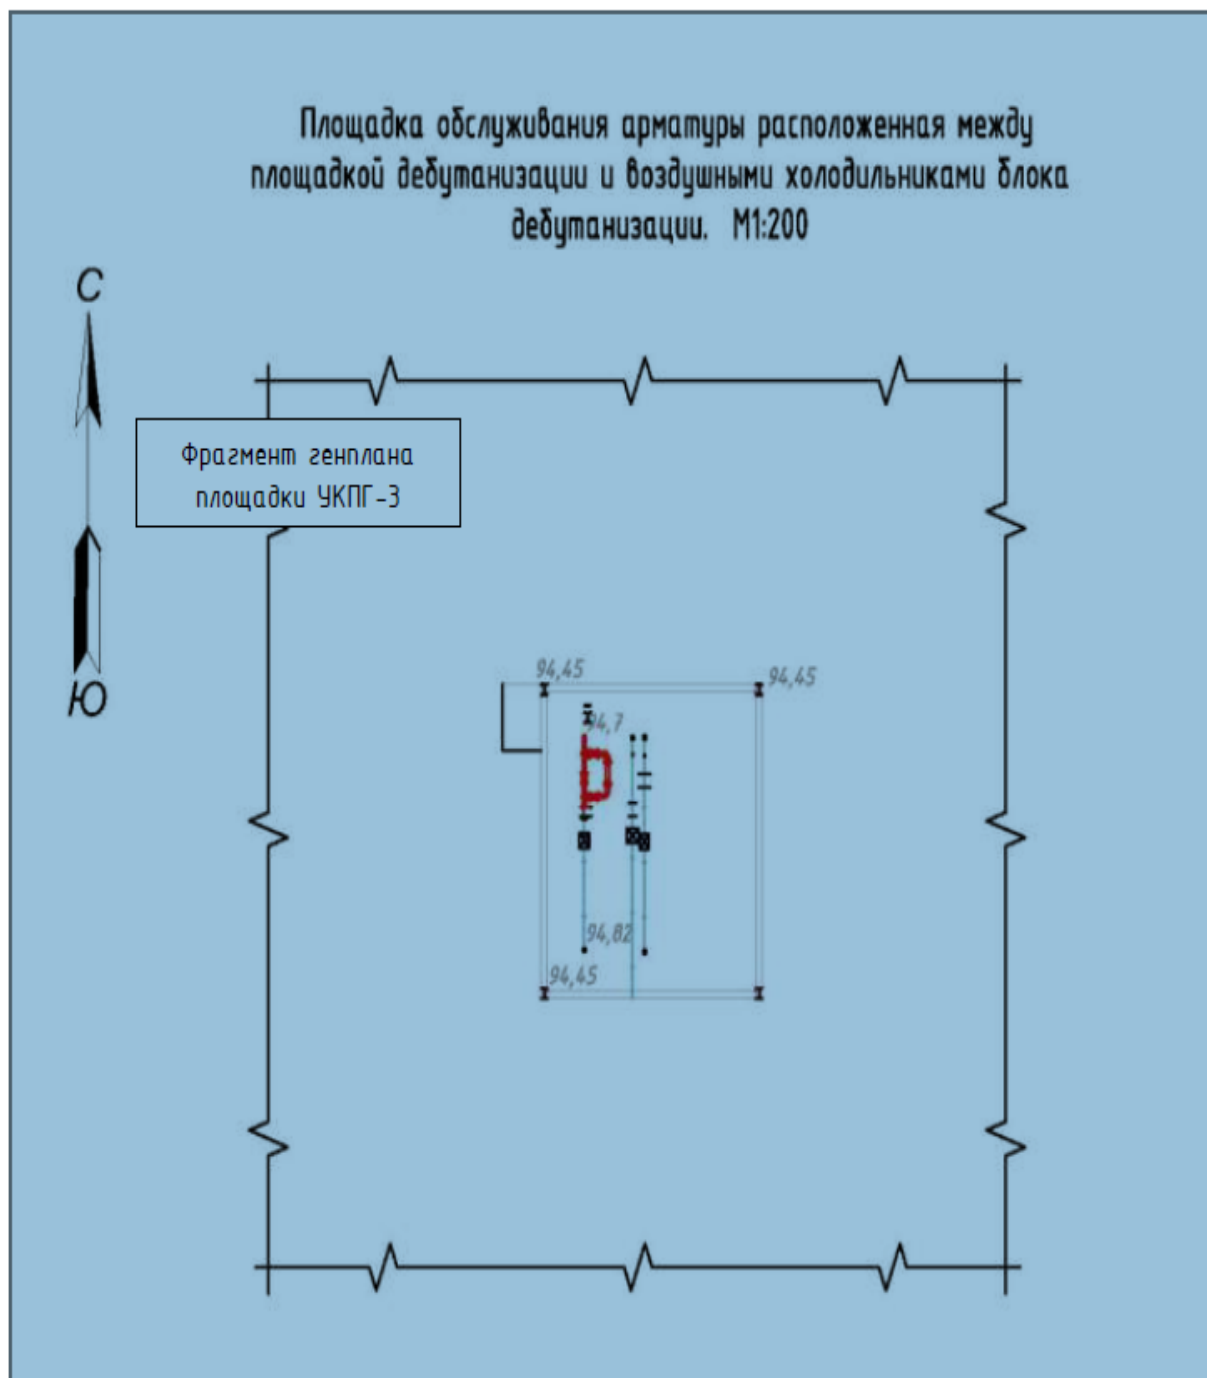 Площадка обслуживания арматуры расположенная между
площадкой дебутанизации и воздушными холодильниками блока
дебутанизации. М1:200
С
Фрагмент генплана
площадки УКПГ-3
Ю
94,45
94,45
94,7
94,82
94,45